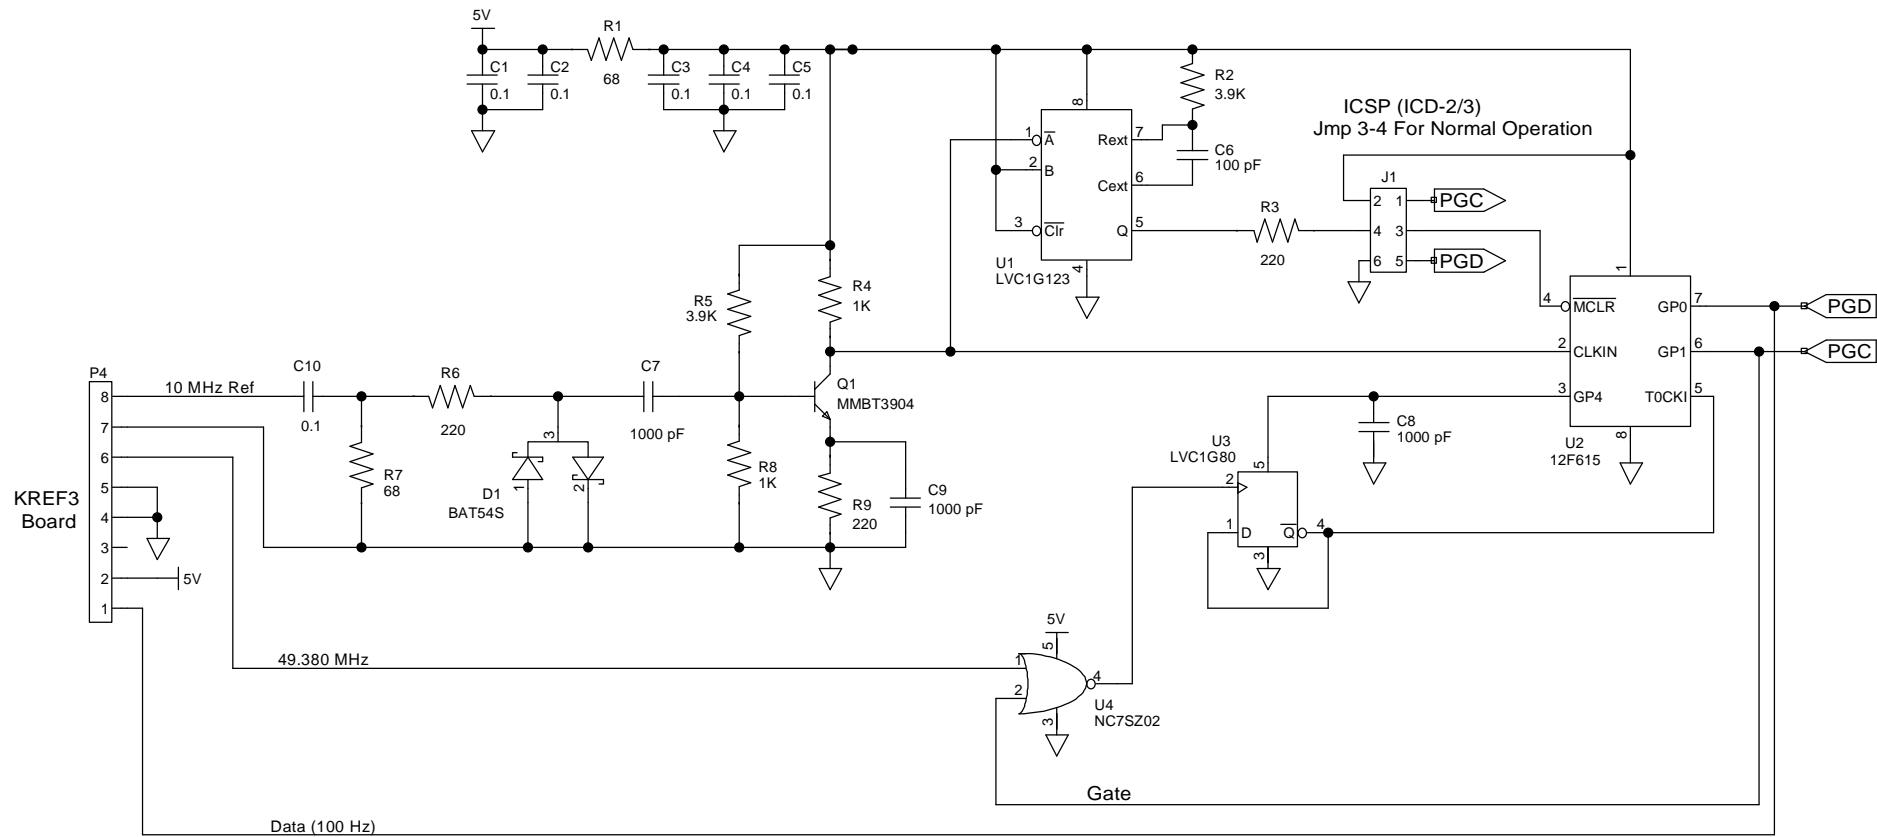 5V
R1
68
C1
0.1
C2
0.1
C3
0.1
C4
0.1
C5
0.1
R2
3.9K
C6
100 pF
ICSP (ICD-2/3)
Jmp 3-4 For Normal Operation
8
1
A
2
B
3
Clr
Rext
7
Cext
6
Q
5
4
U1
LVC1G123
R3
220
J1
2
1
4
3
6
5
PGC
PGD
R5
3.9K
R4
1K
1
4
MCLR
2
CLKIN
3
GP4
GP0
7
GP1
6
T0CKI
5
8
U2
12F615
PGD
PGC
P4
8
7
6
5
4
3
2
1
KREF3
Board
10 MHz Ref
C10
0.1
R7
68
R6
220
3
1
2
D1
BAT54S
C7
1000 pF
Q1
MMBT3904
R8
1K
R9
220
C9
1000 pF
C8
1000 pF
U3
LVC1G80
5
2
1
D
Q
4
3
5V
49.380 MHz
5V
5
1
2
4
3
U4
NC7SZ02
Gate
Data (100 Hz)